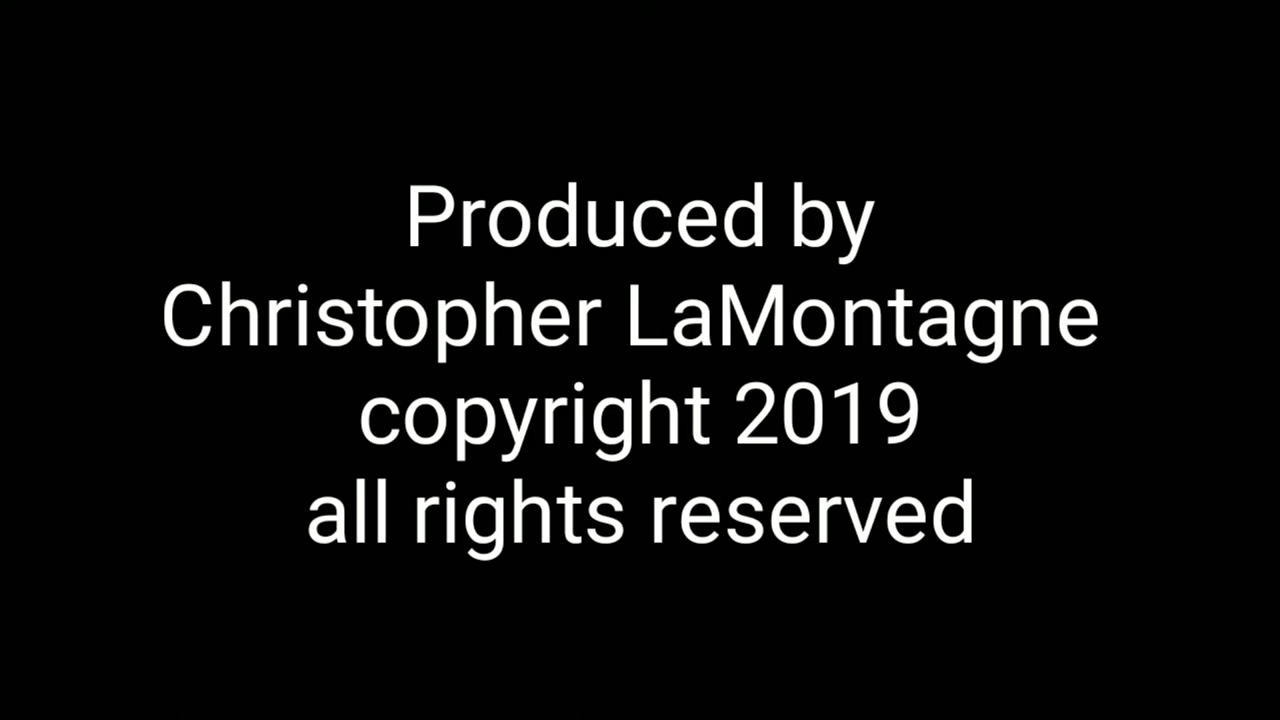 Produced by
Christopher LaMontagne
copyright 2019
all rights reserved